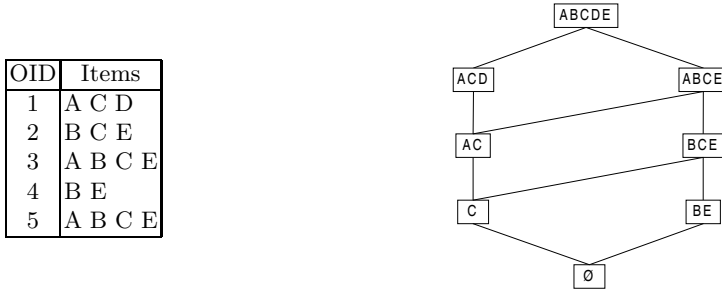 OID Items
1 A C D
2 B C E
3 A B C E
4 B E
5 A B C E
ABCDE
ACD ABCE
AC BCE
C BE
Ø